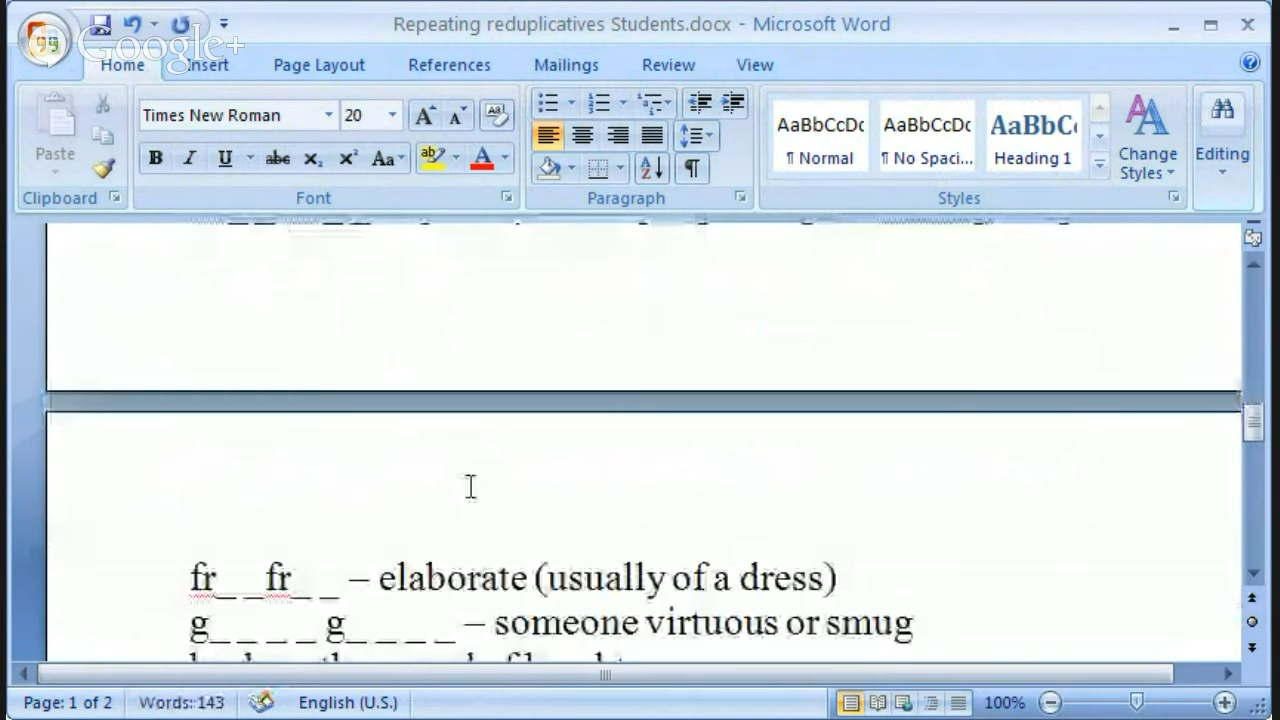 Repeating reduplicatives Students.docx - Microsoft Word
Google+
Home Insert Page Layout References Mailings Review View
Times New Roman 20
Paste
B I U abc X₂ X² Aa
AaBbCcDc AaBbCcDc AaBbC
¶ Normal ¶ No Spaci... Heading 1
Change Styles
Editing
Clipboard Font Paragraph Styles
fr_ _fr_ _ – elaborate (usually of a dress)
g_ _ _ _ g_ _ _ _ – someone virtuous or smug
Page: 1 of 2 Words: 143 English (U.S.) 100%